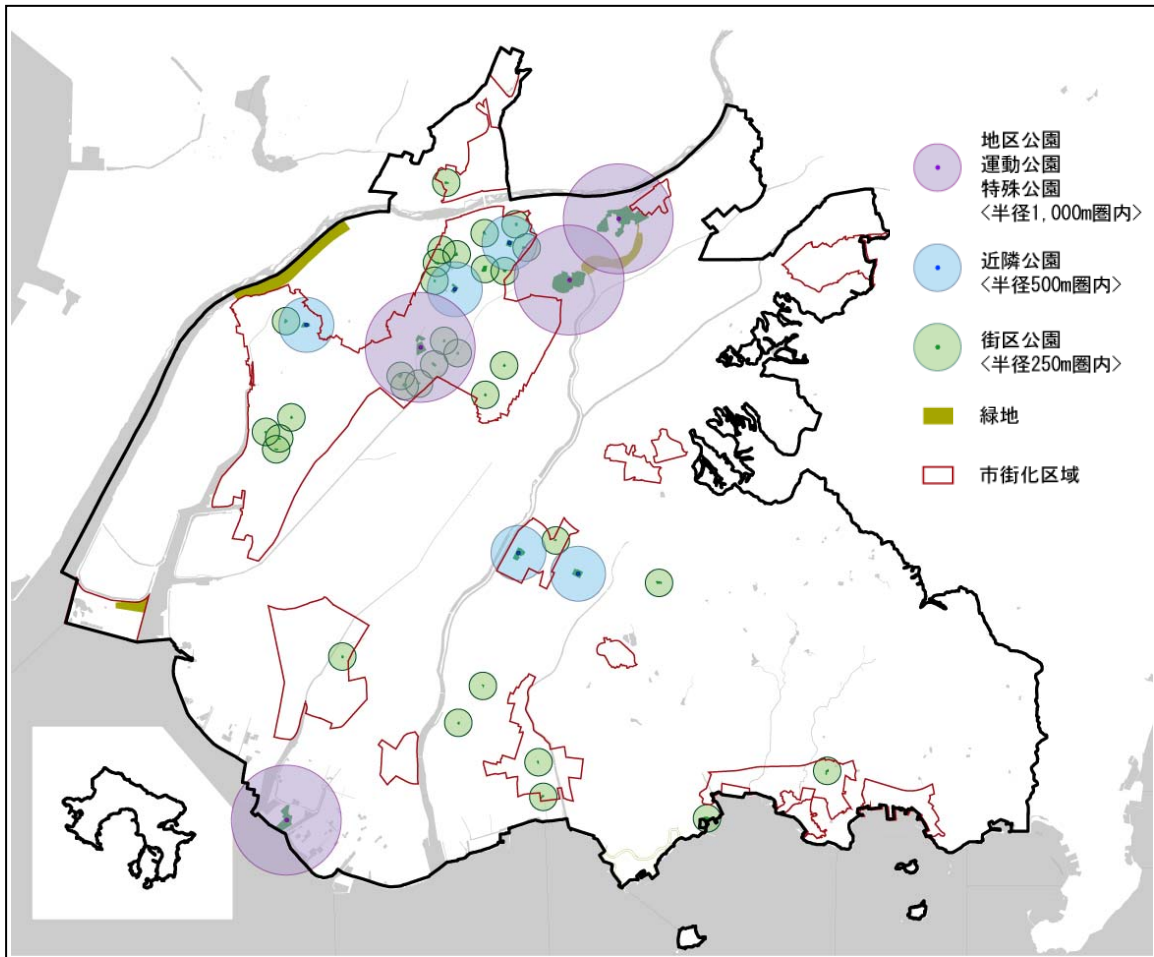 地区公園
運動公園
特殊公園
<半径1,000m圏内>
近隣公園
<半径500m圏内>
街区公園
<半径250m圏内>
緑地
市街化区域